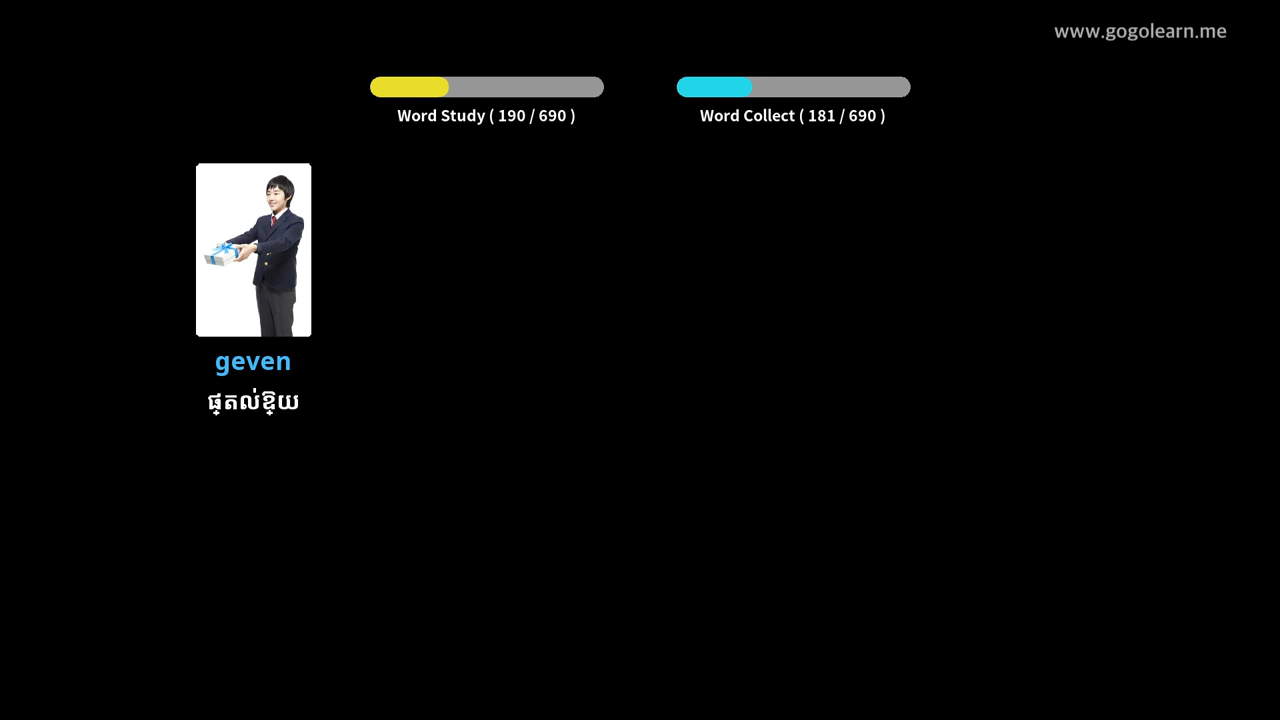 www.gogolearn.me
Word Study ( 190 / 690 )
Word Collect ( 181 / 690 )
geven
ផ្តល់ឱ្យ